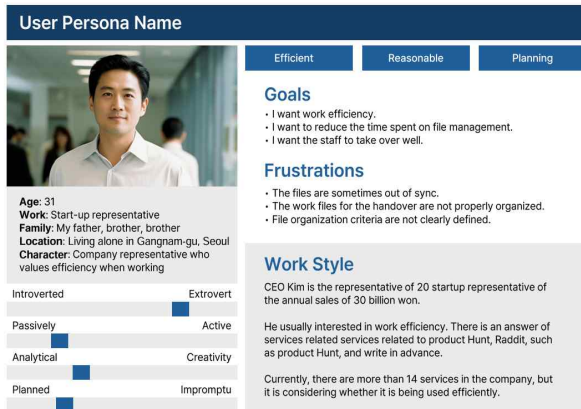 User Persona Name
Efficient
Reasonable
Planning
Age: 31
Work: Start-up representative
Family: My father, brother, brother
Location: Living alone in Gangnam-gu, Seoul
Character: Company representative who
values efficiency when working
Introverted Extrovert
Passively Active
Analytical Creativity
Planned Impromptu
Goals
• I want work efficiency.
• I want to reduce the time spent on file management.
• I want the staff to take over well.
Frustrations
• The files are sometimes out of sync.
• The work files for the handover are not properly organized.
• File organization criteria are not clearly defined.
Work Style
CEO Kim is the representative of 20 startup representative of
the annual sales of 30 billion won.
He usually interested in work efficiency. There is an answer of
services related services related to product Hunt, Raddit, such
as product Hunt, and write in advance.
Currently, there are more than 14 services in the company, but
it is considering whether it is being used efficiently.